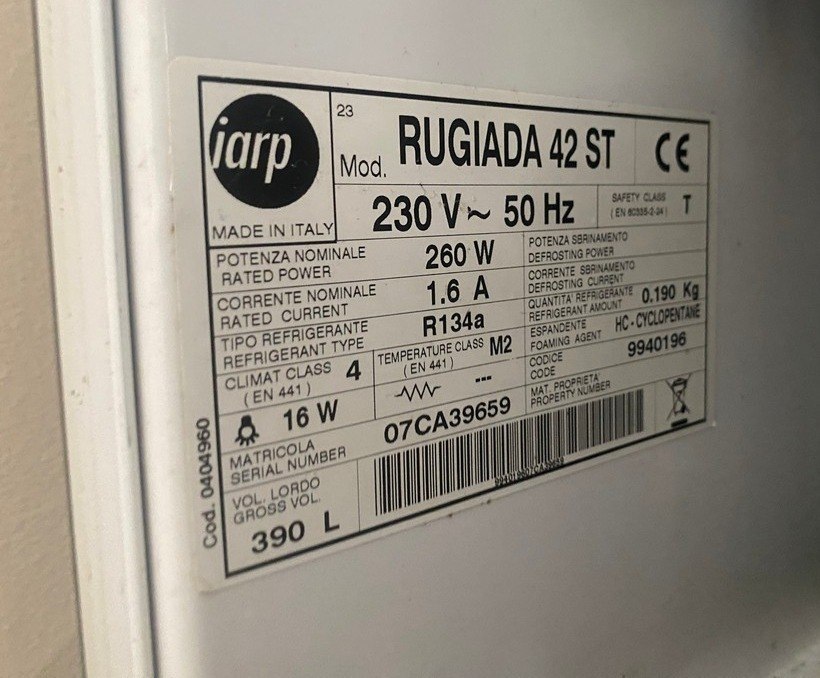 iarp
MADE IN ITALY
23
Mod. RUGIADA 42 ST
CE
230 V ~ 50 Hz
SAFETY CLASS
( EN 60335-2-24 )
T
POTENZA NOMINALE
RATED POWER
260 W
POTENZA SBRINAMENTO
DEFROSTING POWER
CORRENTE NOMINALE
RATED CURRENT
1.6 A
CORRENTE SBRINAMENTO
DEFROSTING CURRENT
TIPO REFRIGERANTE
REFRIGERANT TYPE
R134a
QUANTITA' REFRIGERANTE
REFRIGERANT AMOUNT
0.190 Kg
CLIMAT CLASS
( EN 441 )
4
TEMPERATURE CLASS
( EN 441 )
M2
ESPANDENTE
FOAMING AGENT
HC - CYCLOPENTANE
16 W
---
CODICE
CODE
9940196
MATRICOLA
SERIAL NUMBER
07CA39659
MAT. PROPRIETA'
PROPERTY NUMBER
VOL. LORDO
GROSS VOL.
390 L
Cod. 0404960